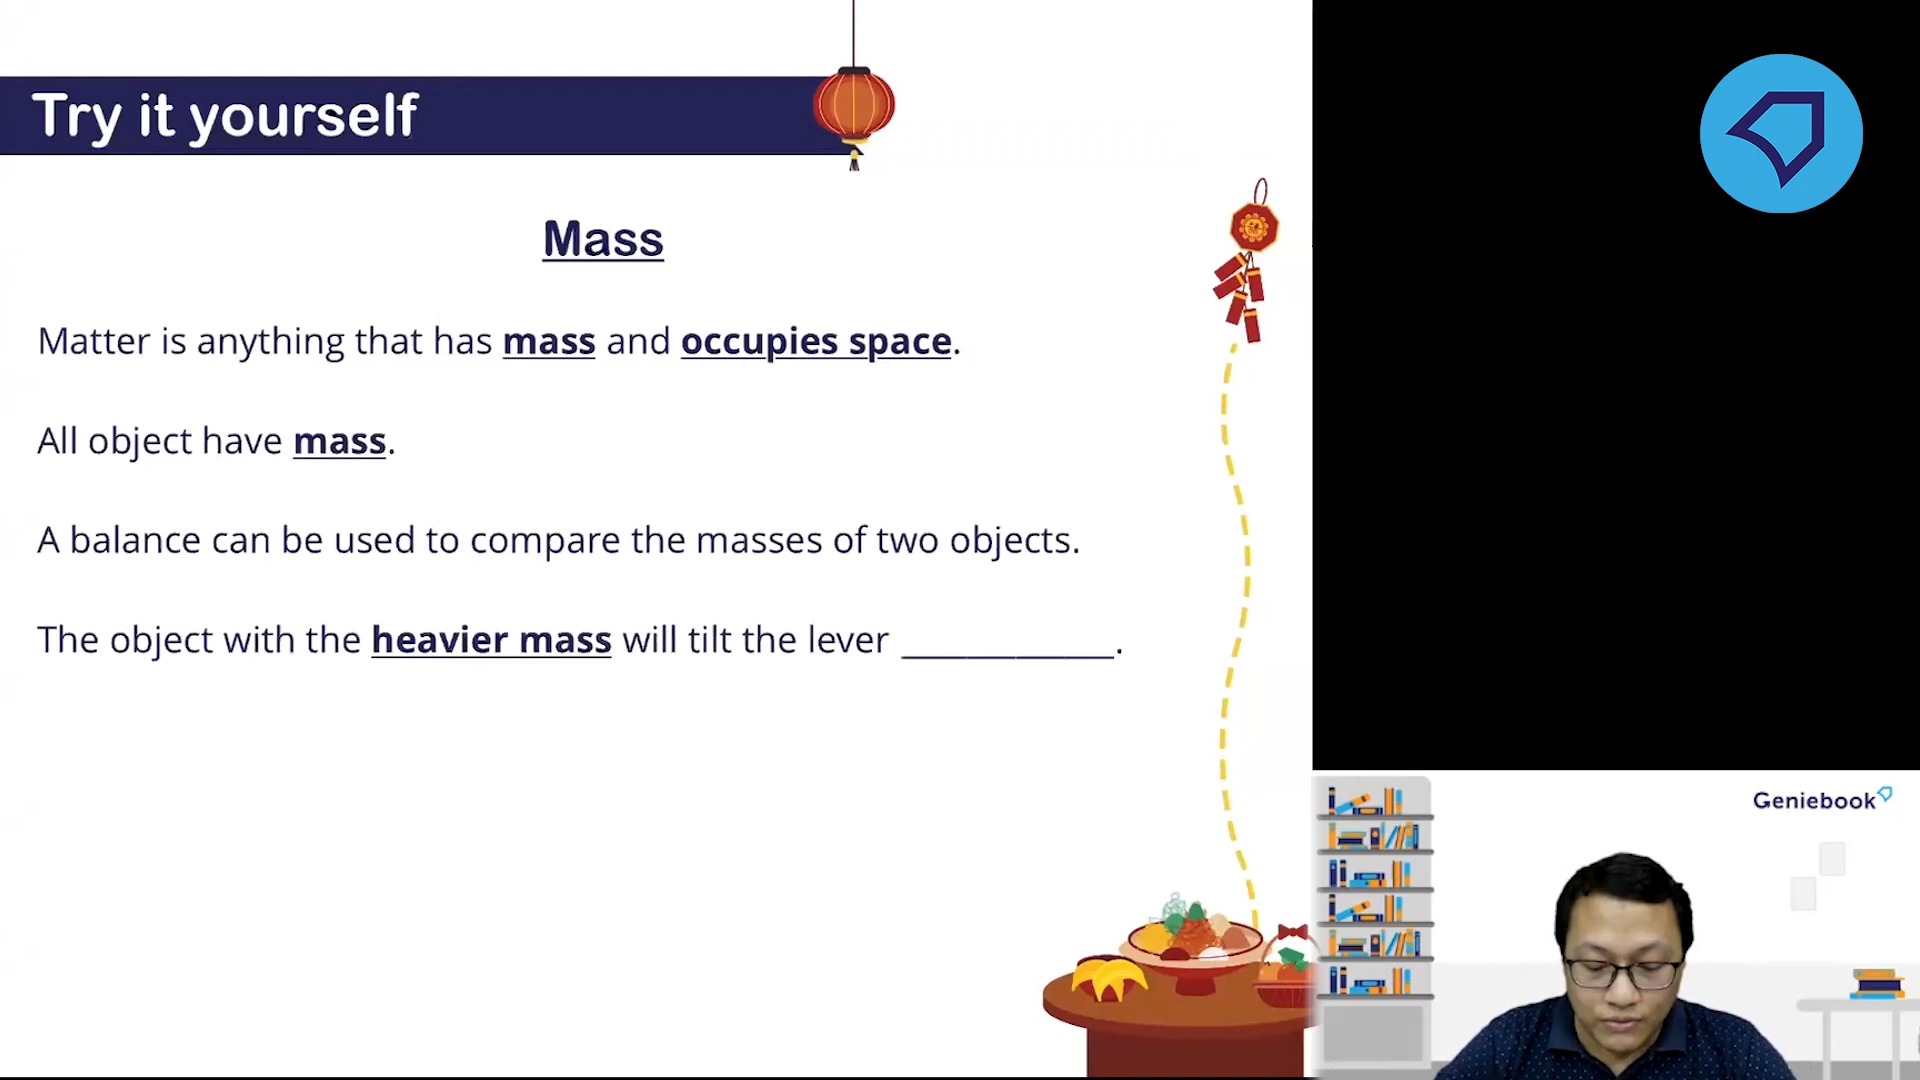 Try it yourself
Mass
Matter is anything that has mass and occupies space.
All object have mass.
A balance can be used to compare the masses of two objects.
The object with the heavier mass will tilt the lever ____________.
Geniebook